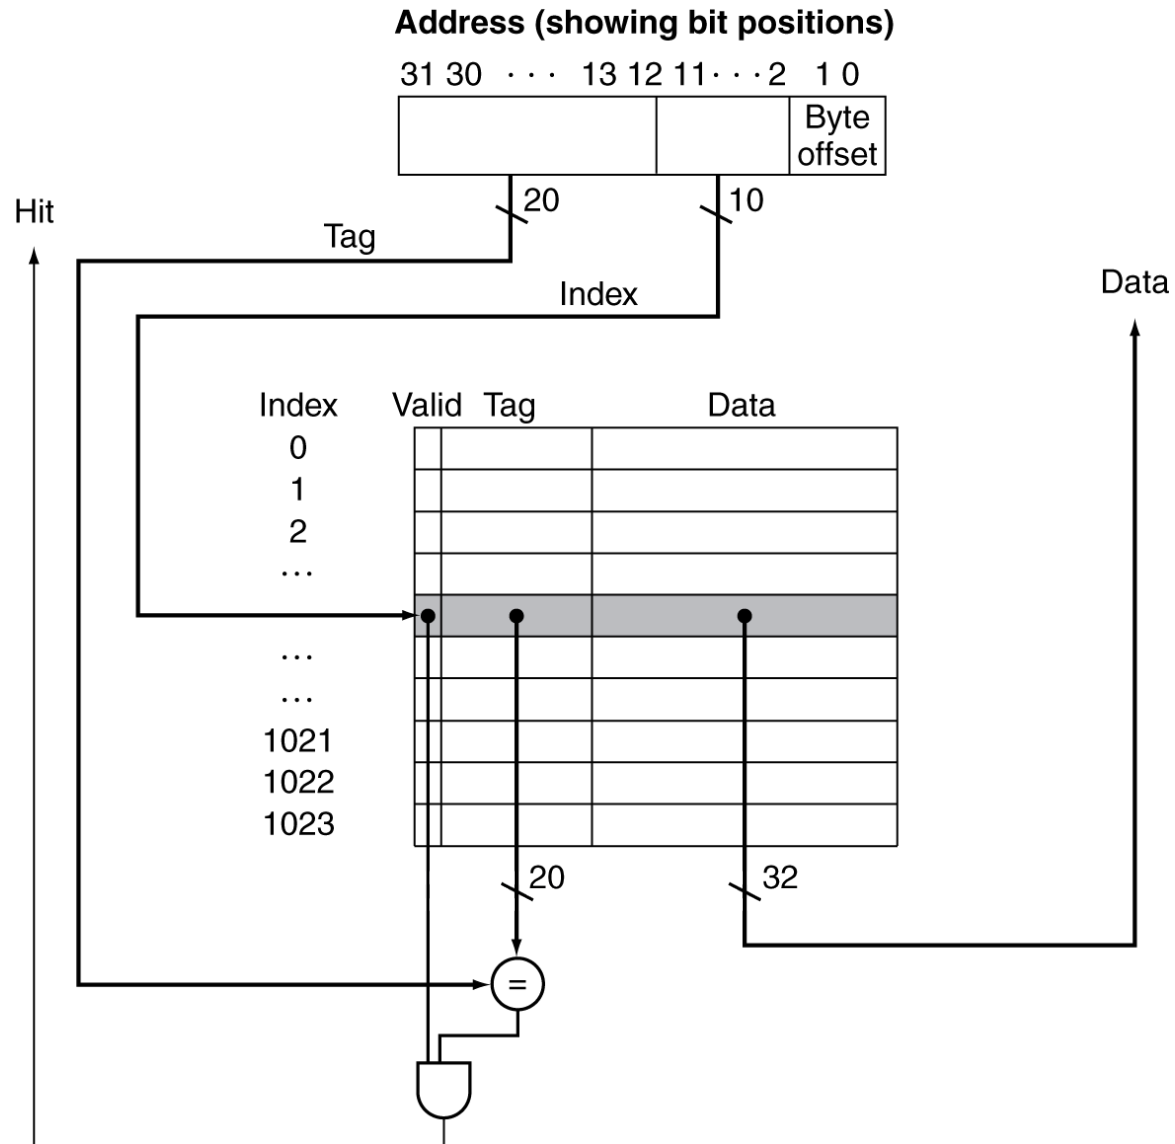 Address (showing bit positions)
31 30 · · · 13 12 11 · · · 2 1 0
Byte
offset
20 10
Hit
Tag
Data
Index
Index Valid Tag Data
0
1
2
...
...
...
1021
1022
1023
20 32
=